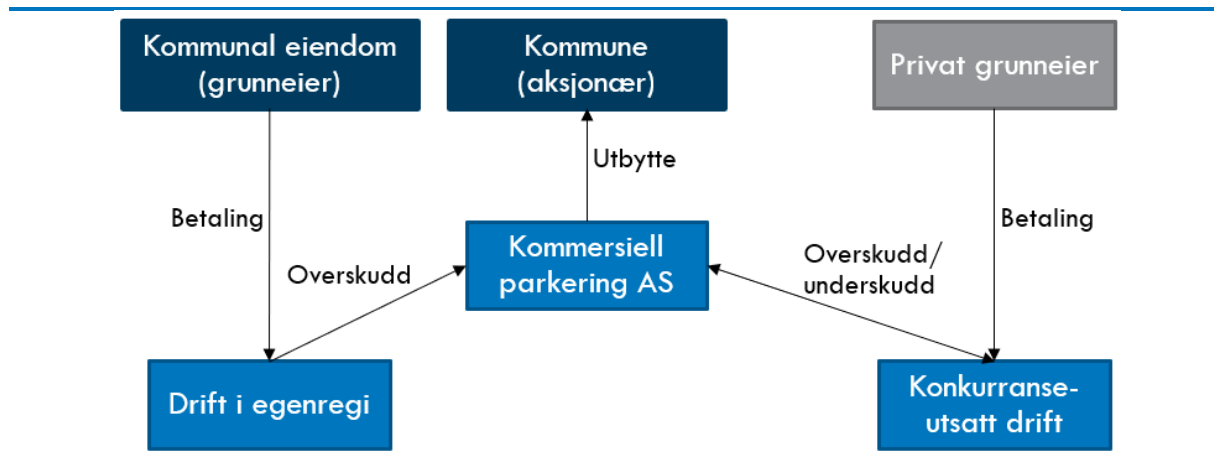 Kommunal eiendom
(grunneier)
Kommune
(aksjonær)
Privat grunneier
Utbytte
Betaling
Betaling
Kommersiell
parkering AS
Overskudd
Overskudd/
underskudd
Drift i egenregi
Konkurranse-
utsatt drift